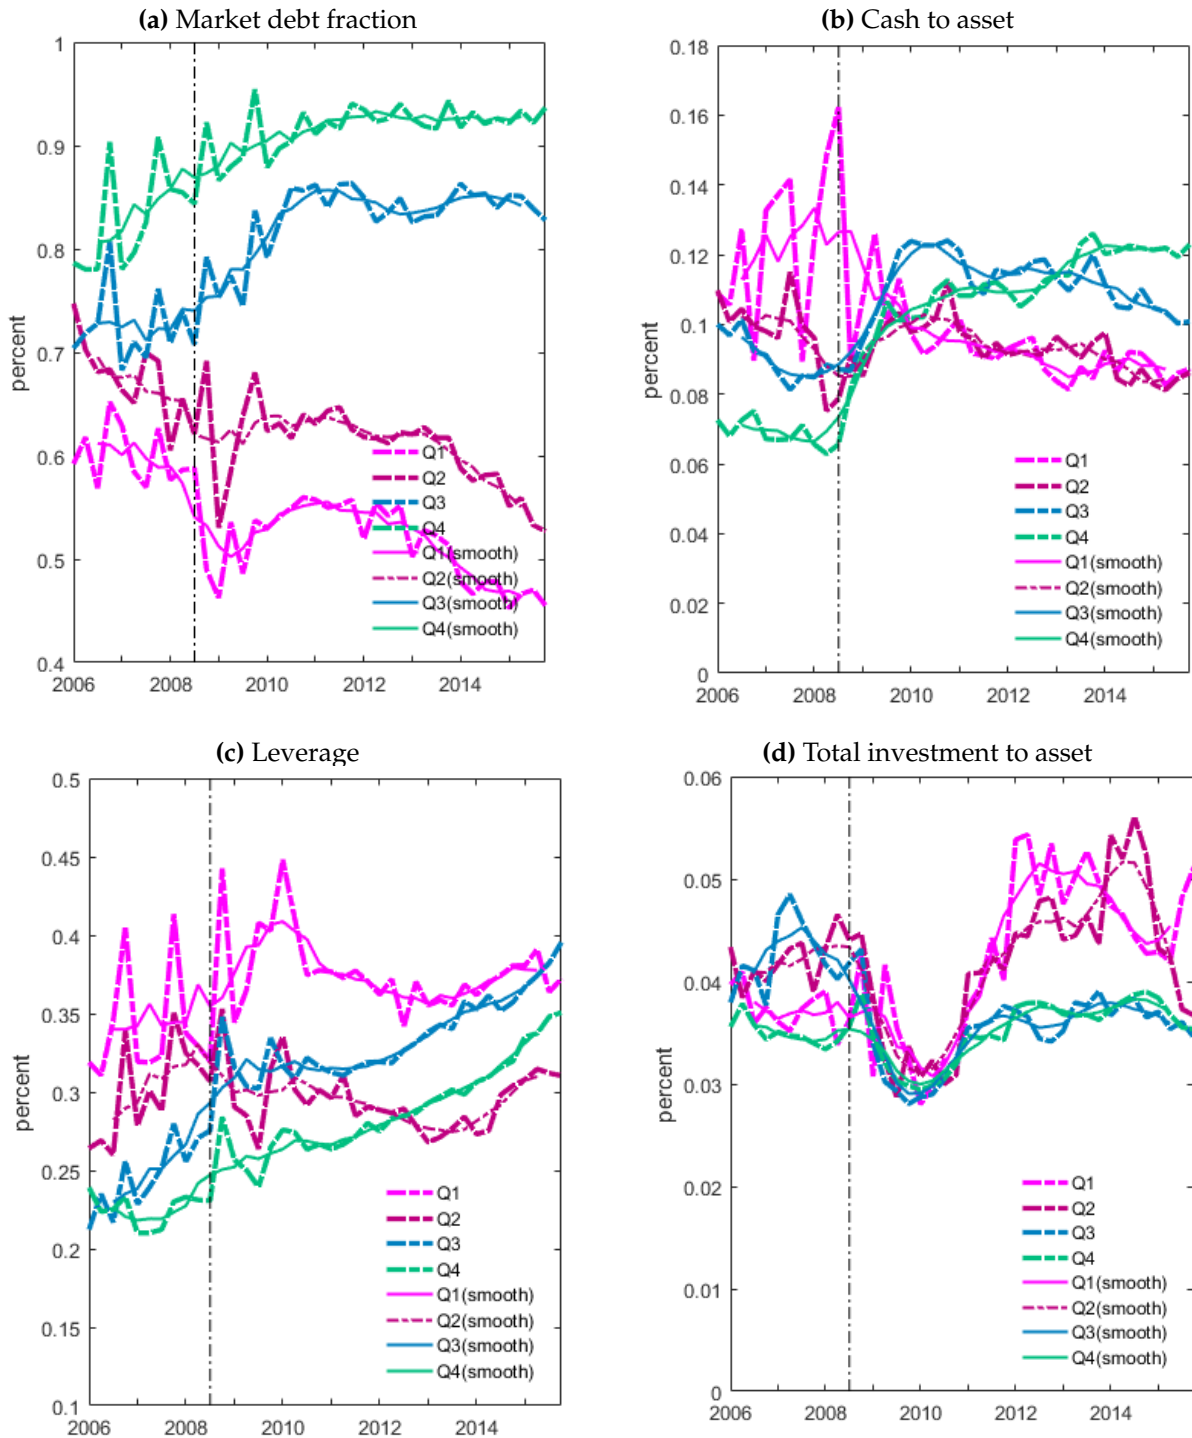 (a) Market debt fraction
1
0.9
0.8
0.7
0.6
0.5
0.4
percent
2006 2008 2010 2012 2014
Q1
Q2
Q3
Q4
Q1(smooth)
Q2(smooth)
Q3(smooth)
Q4(smooth)
(b) Cash to asset
0.18
0.16
0.14
0.12
0.1
0.08
0.06
0.04
0.02
0
percent
2006 2008 2010 2012 2014
Q1
Q2
Q3
Q4
Q1(smooth)
Q2(smooth)
Q3(smooth)
Q4(smooth)
(c) Leverage
0.5
0.45
0.4
0.35
0.3
0.25
0.2
0.15
0.1
percent
2006 2008 2010 2012 2014
Q1
Q2
Q3
Q4
Q1(smooth)
Q2(smooth)
Q3(smooth)
Q4(smooth)
(d) Total investment to asset
0.06
0.05
0.04
0.03
0.02
0.01
0
percent
2006 2008 2010 2012 2014
Q1
Q2
Q3
Q4
Q1(smooth)
Q2(smooth)
Q3(smooth)
Q4(smooth)